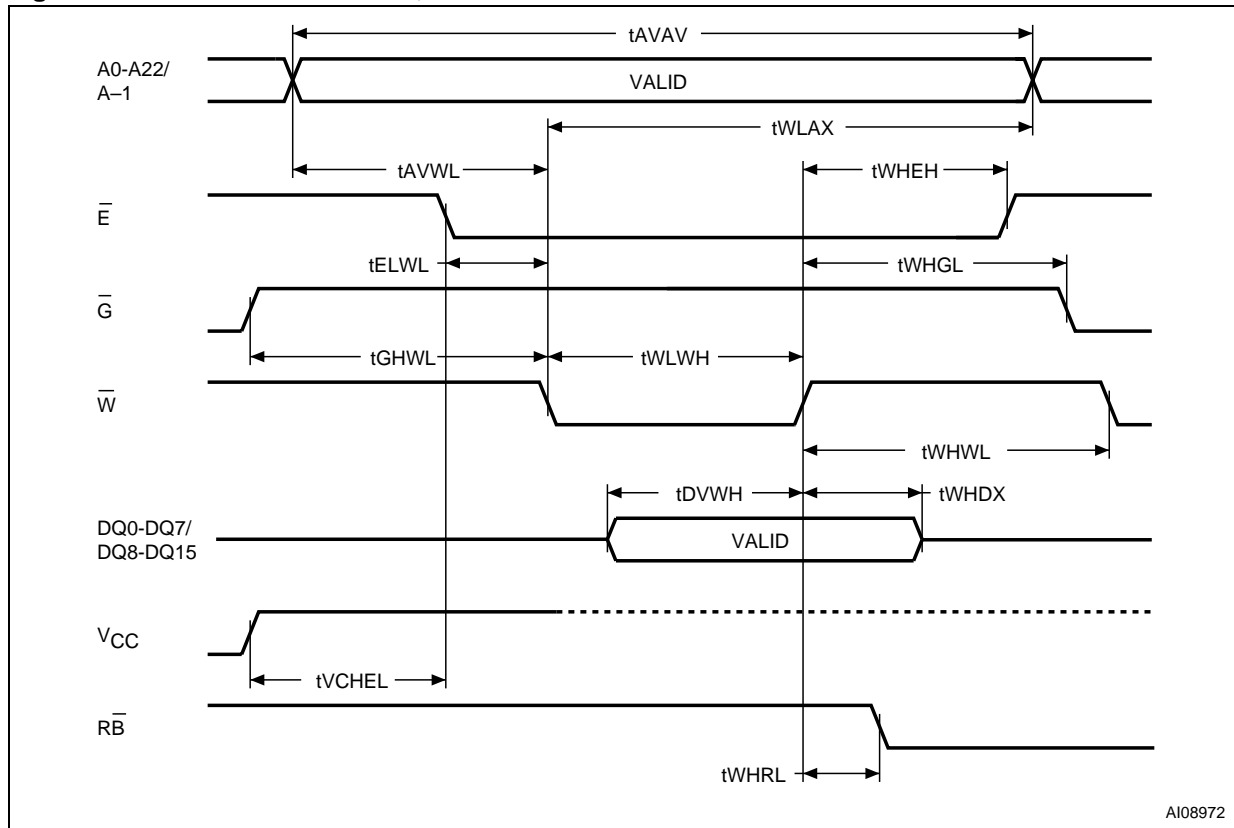 tAVAV
A0-A22/
A–1
VALID
tWLAX
tAVWL
tWHEH
E̅
tELWL
tWHGL
G̅
tGHWL
tWLWH
W̅
tWHWL
tDVWH
tWHDX
DQ0-DQ7/
DQ8-DQ15
VALID
VCC
tVCHEL
RB̅
tWHRL
AI08972